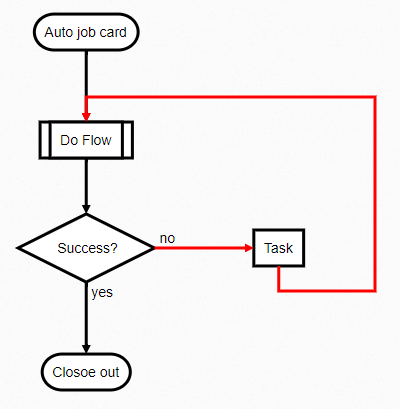 Auto job card
Do Flow
Success?
no
Task
yes
Closoe out